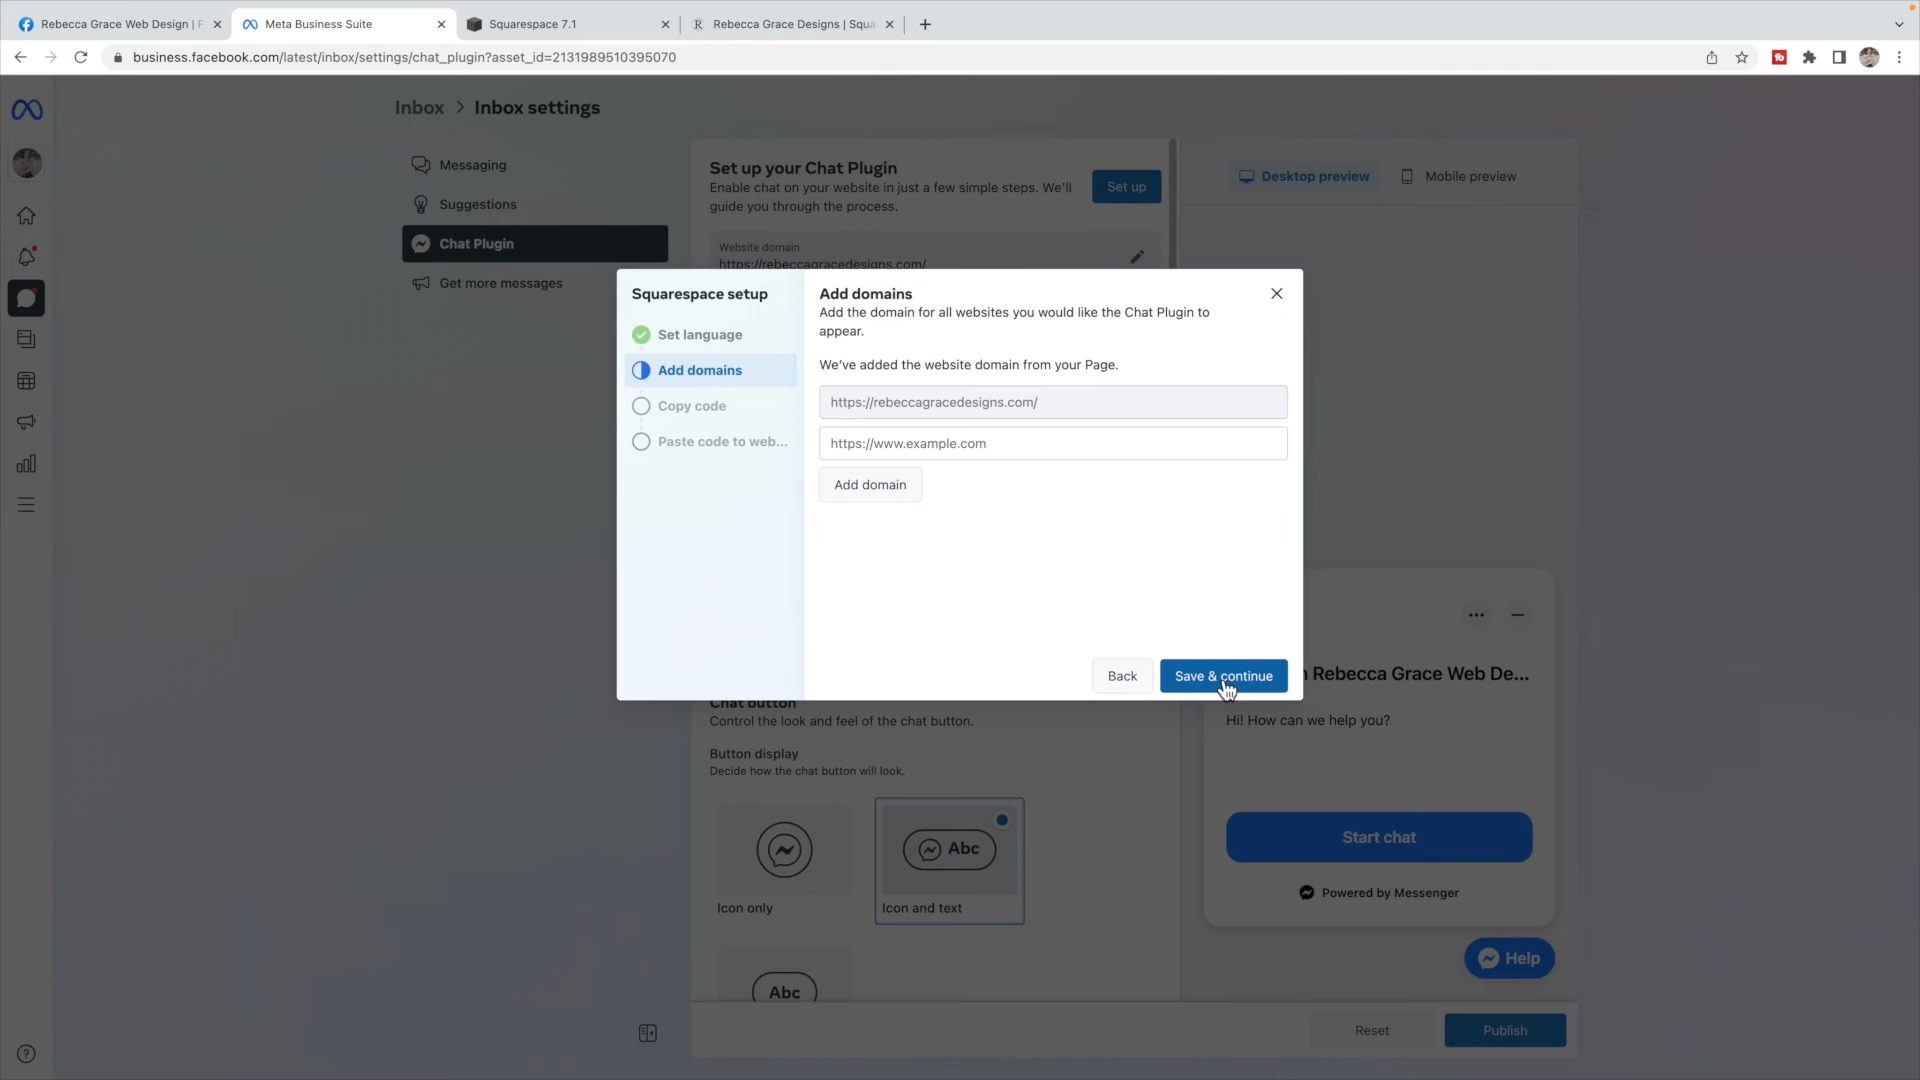 Rebecca Grace Web Design | F
Meta Business Suite
Squarespace 7.1
Rebecca Grace Designs | Squa
business.facebook.com/latest/inbox/settings/chat_plugin?asset_id=2131989510395070
Inbox > Inbox settings
Messaging
Suggestions
Chat Plugin
Get more messages
Set up your Chat Plugin
Enable chat on your website in just a few simple steps. We'll
guide you through the process.
Set up
Website domain
https://rebeccagracedesigns.com/
Desktop preview
Mobile preview
Squarespace setup
Set language
Add domains
Copy code
Paste code to web...
Add domains
Add the domain for all websites you would like the Chat Plugin to
appear.
We've added the website domain from your Page.
https://rebeccagracedesigns.com/
https://www.example.com
Add domain
Back
Save & continue
Chat button
Control the look and feel of the chat button.
Button display
Decide how the chat button will look.
Icon only
Abc
Icon and text
Abc
Rebecca Grace Web De...
Hi! How can we help you?
Start chat
Powered by Messenger
Help
Reset
Publish